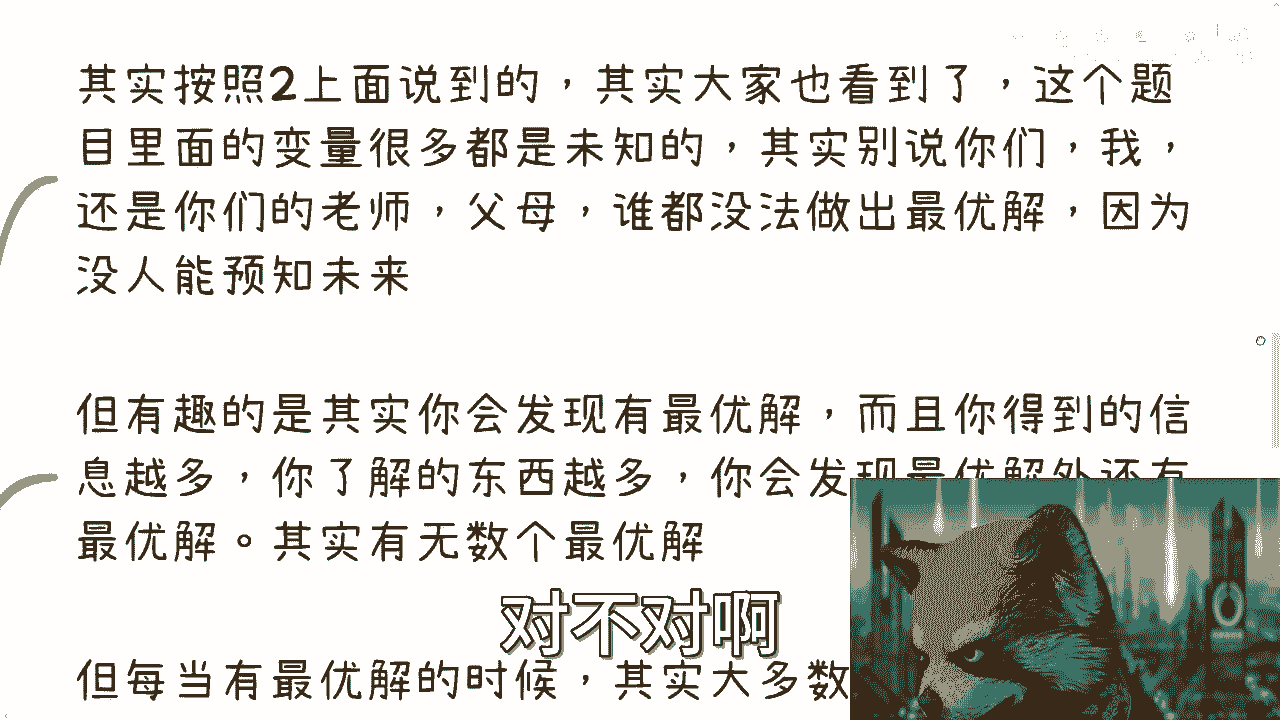 其实按照2上面说到的，其实大家也看到了，这个题
目里面的变量很多都是未知的，其实别说你们，我，
还是你们的老师，父母，谁都没法做出最优解，因为
没人能预知未来
但有趣的是其实你会发现有最优解，而且你得到的信
息越多，你了解的东西越多，你会发现最优解外还有
最优解。其实有无数个最优解
对不对啊
但每当有最优解的时候，其实大多数